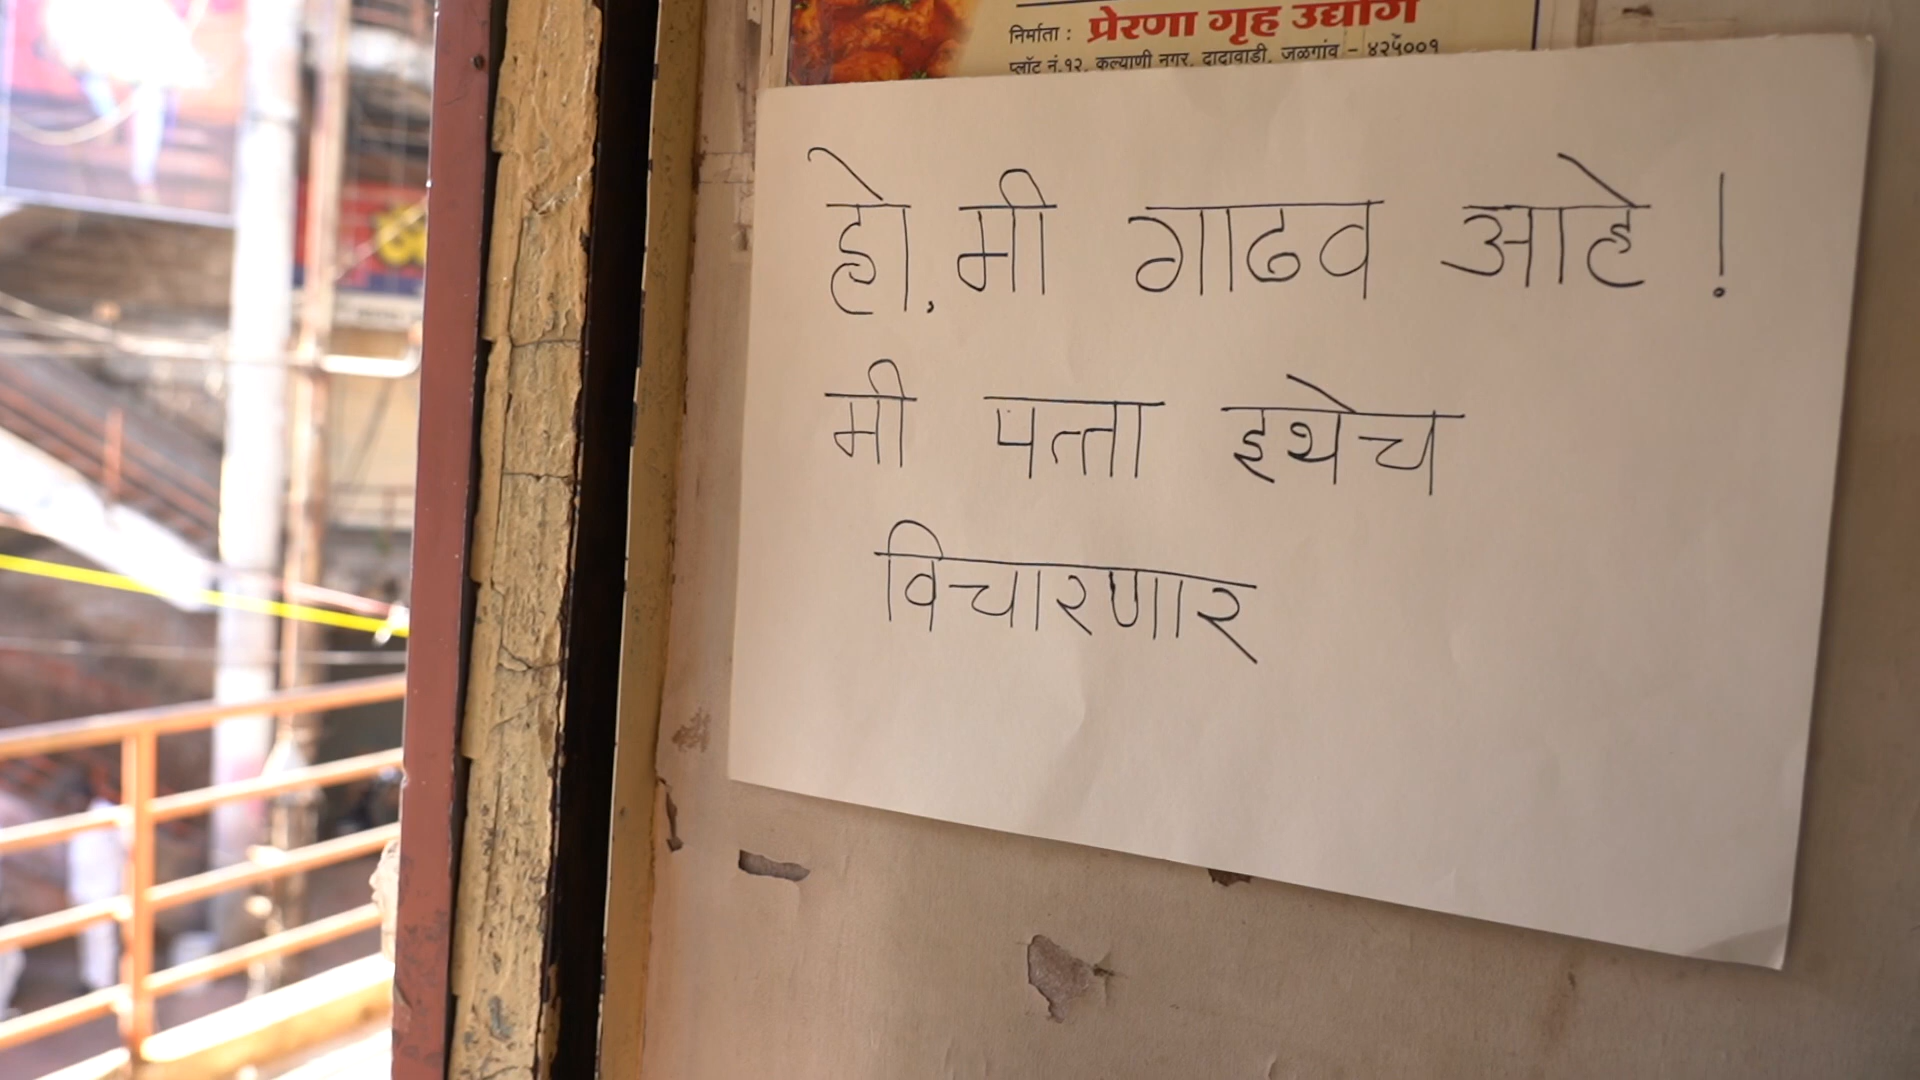 निर्माता : प्रेरणा गृह उद्योग
प्लॉट नं.१२, कल्याणी नगर, दादावाडी, जळगांव - ४२५००१
हो, मी गाढव आहे !
मी पत्ता इथेच
विचारणार